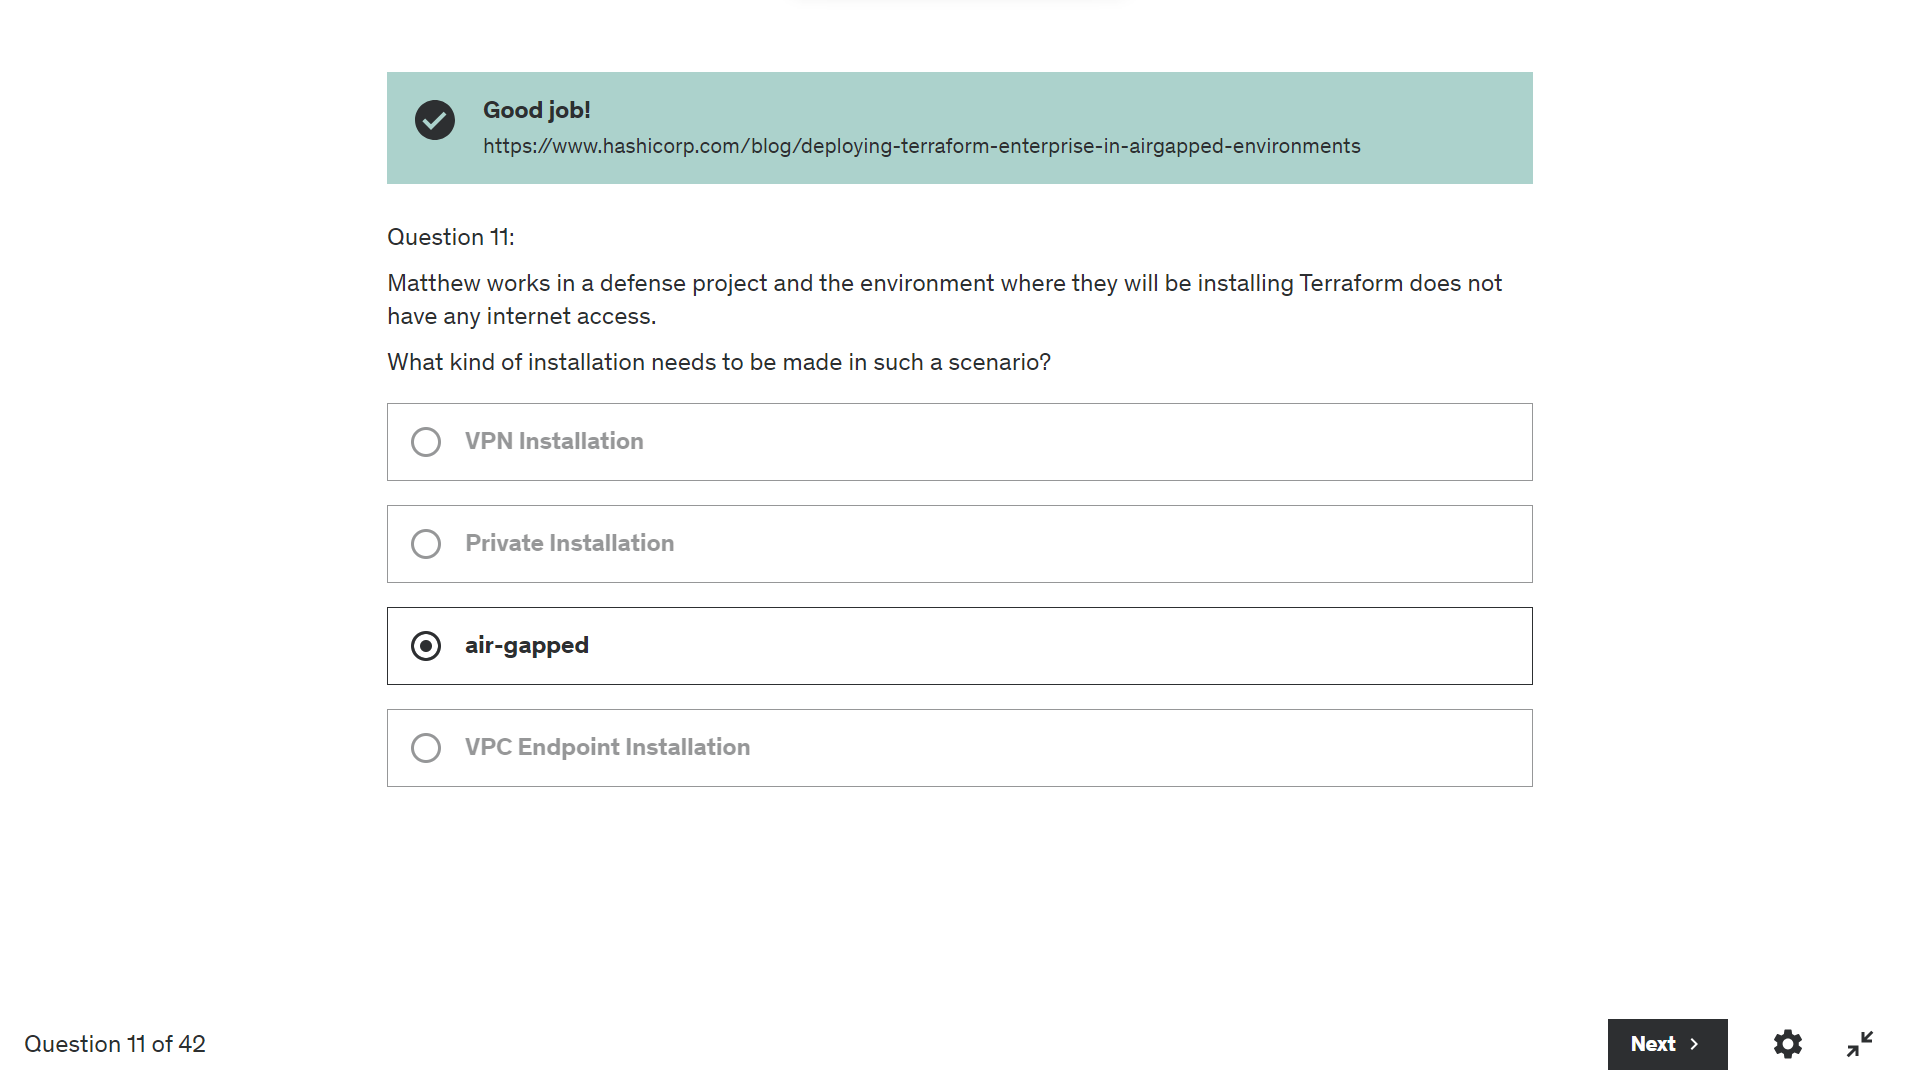 Good job!
https://www.hashicorp.com/blog/deploying-terraform-enterprise-in-airgapped-environments
Question 11:
Matthew works in a defense project and the environment where they will be installing Terraform does not
have any internet access.
What kind of installation needs to be made in such a scenario?
VPN Installation
Private Installation
air-gapped
VPC Endpoint Installation
Question 11 of 42
Next